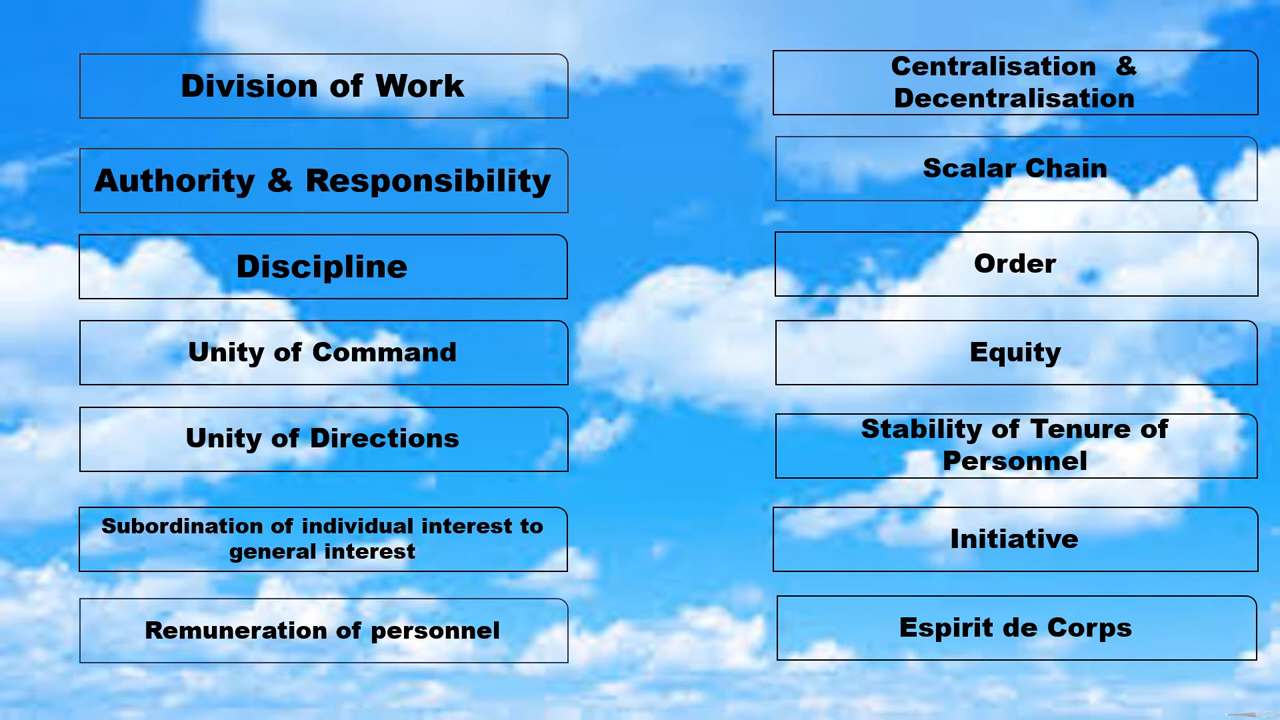 Division of Work
Authority & Responsibility
Discipline
Unity of Command
Unity of Directions
Subordination of individual interest to
general interest
Remuneration of personnel
Centralisation & 
Decentralisation
Scalar Chain
Order
Equity
Stability of Tenure of
Personnel
Initiative
Espirit de Corps